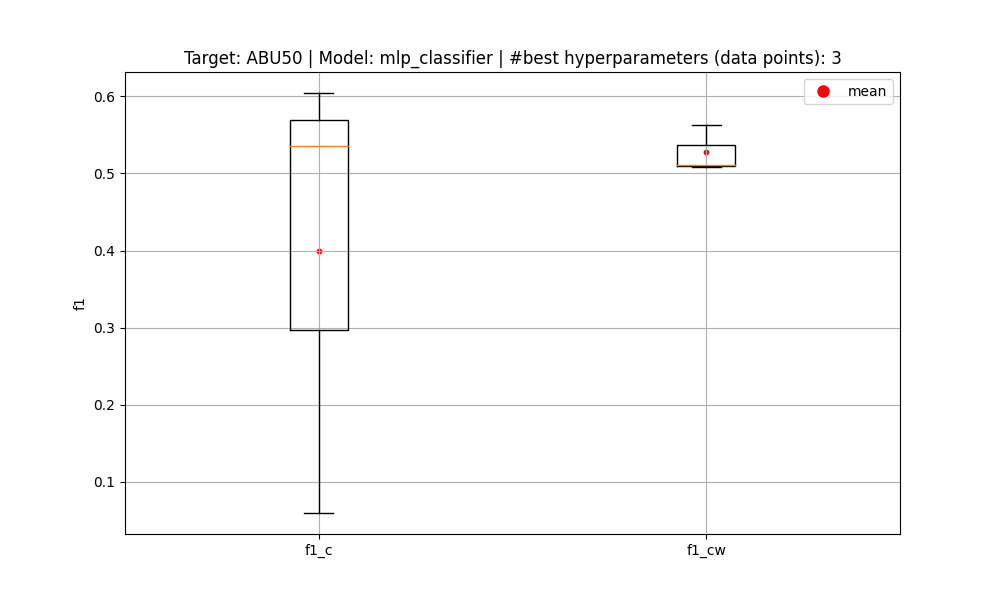 Target: ABU50 | Model: mlp_classifier | #best hyperparameters (data points): 3
mean
0.6
0.5
0.4
0.3
0.2
0.1
f1
f1_c
f1_cw